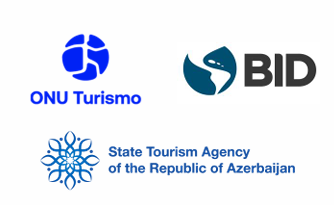 ONU Turismo
BID
State Tourism Agency
of the Republic of Azerbaijan